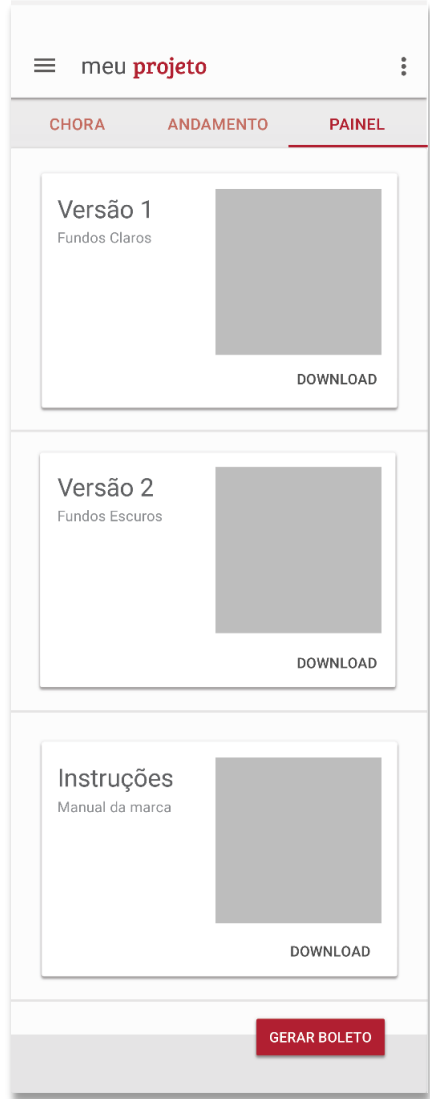 meu projeto
CHORA ANDAMENTO PAINEL
Versão 1
Fundos Claros
DOWNLOAD
Versão 2
Fundos Escuros
DOWNLOAD
Instruções
Manual da marca
DOWNLOAD
GERAR BOLETO